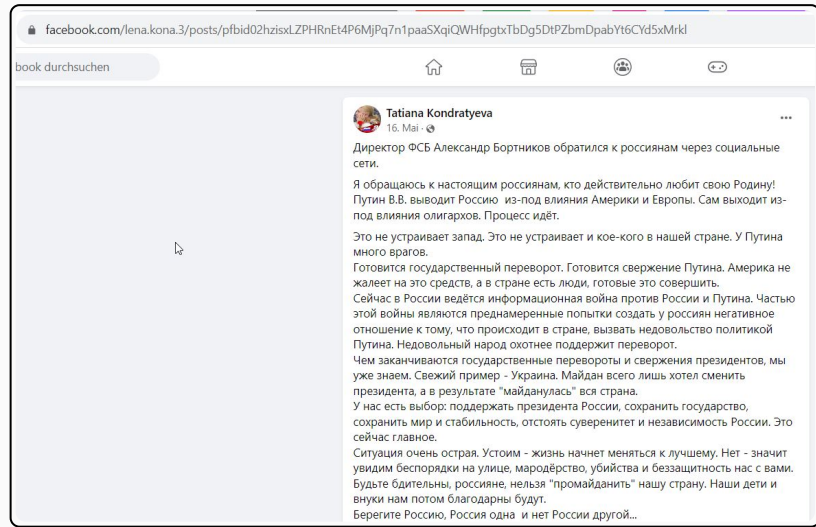 facebook.com/lena.kona.3/posts/pfbid02hzisxLZPHRnEt4P6MjPq7n1paaSXqiQWHfpgtxTbDg5DtPZbmDpabYt6CYd5xMrkl
book durchsuchen
Tatiana Kondratyeva
16. Mai ·
Директор ФСБ Александр Бортников обратился к россиянам через социальные
сети.
Я обращаюсь к настоящим россиянам, кто действительно любит свою Родину!
Путин В.В. выводит Россию из-под влияния Америки и Европы. Сам выходит из-
под влияния олигархов. Процесс идёт.
Это не устраивает запад. Это не устраивает и кое-кого в нашей стране. У Путина
много врагов.
Готовится государственный переворот. Готовится свержение Путина. Америка не
жалеет на это средств, а в стране есть люди, готовые это совершить.
Сейчас в России ведётся информационная война против России и Путина. Частью
этой войны являются преднамеренные попытки создать у россиян негативное
отношение к тому, что происходит в стране, вызвать недовольство политикой
Путина. Недовольный народ охотнее поддержит переворот.
Чем заканчиваются государственные перевороты и свержения президентов, мы
уже знаем. Свежий пример - Украина. Майдан всего лишь хотел сменить
президента, а в результате "майданулась" вся страна.
У нас есть выбор: поддержать президента России, сохранить государство,
сохранить мир и стабильность, отстоять суверенитет и независимость России. Это
сейчас главное.
Ситуация очень острая. Устоим - жизнь начнет меняться к лучшему. Нет - значит
увидим беспорядки на улице, мародёрство, убийства и беззащитность нас с вами.
Будьте бдительны, россияне, нельзя "промайданить" нашу страну. Наши дети и
внуки нам потом благодарны будут.
Берегите Россию, Россия одна и нет России другой...